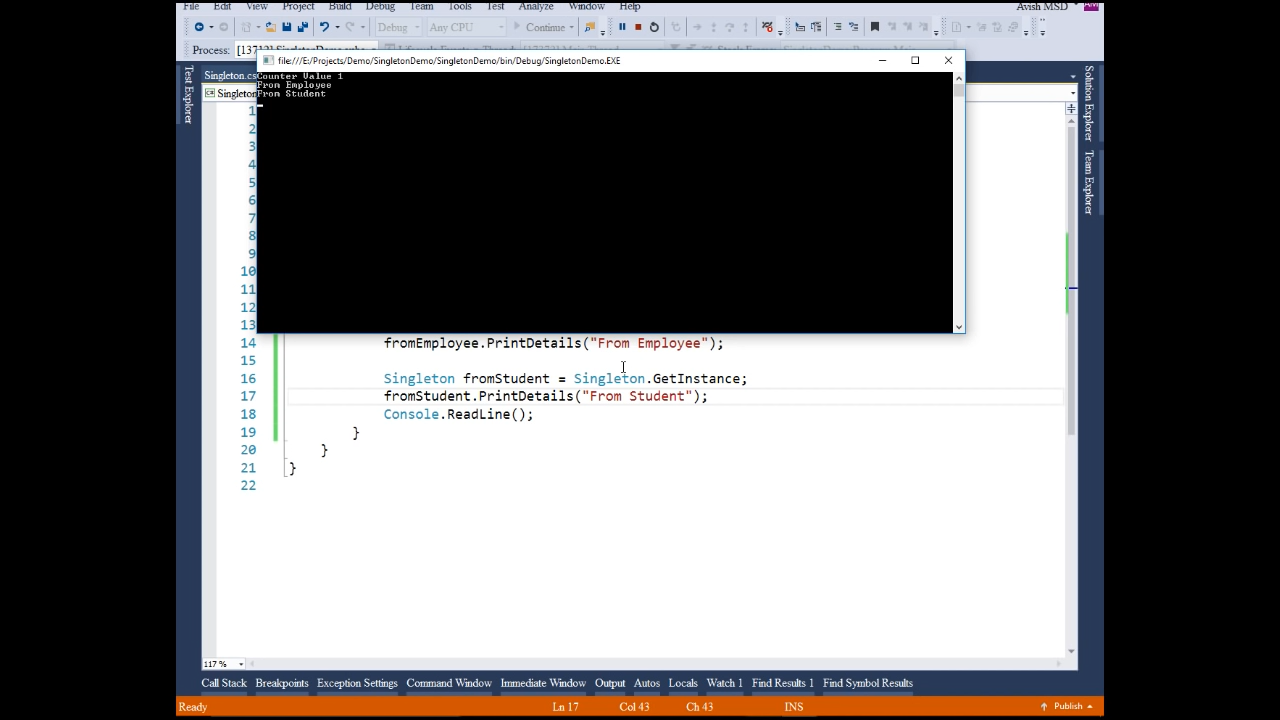 File Edit View Project Build Debug Team Tools Test Analyze Window Help Avish MSD
Debug Any CPU Continue
Process: [1371
file:///E:/Projects/Demo/SingletonDemo/SingletonDemo/bin/Debug/SingletonDemo.EXE
Singleton.cs
Singleton
Counter Value 1
From Employee
From Student
Test Explorer
Solution Explorer
Team Explorer
1
2
3
4
5
6
7
8
9
10
11
12
13
14 fromEmployee.PrintDetails("From Employee");
15
16 Singleton fromStudent = Singleton.GetInstance;
17 fromStudent.PrintDetails("From Student");
18 Console.ReadLine();
19 }
20 }
21 }
22
117 %
Call Stack Breakpoints Exception Settings Command Window Immediate Window Output Autos Locals Watch 1 Find Results 1 Find Symbol Results
Ready Ln 17 Col 43 Ch 43 INS Publish